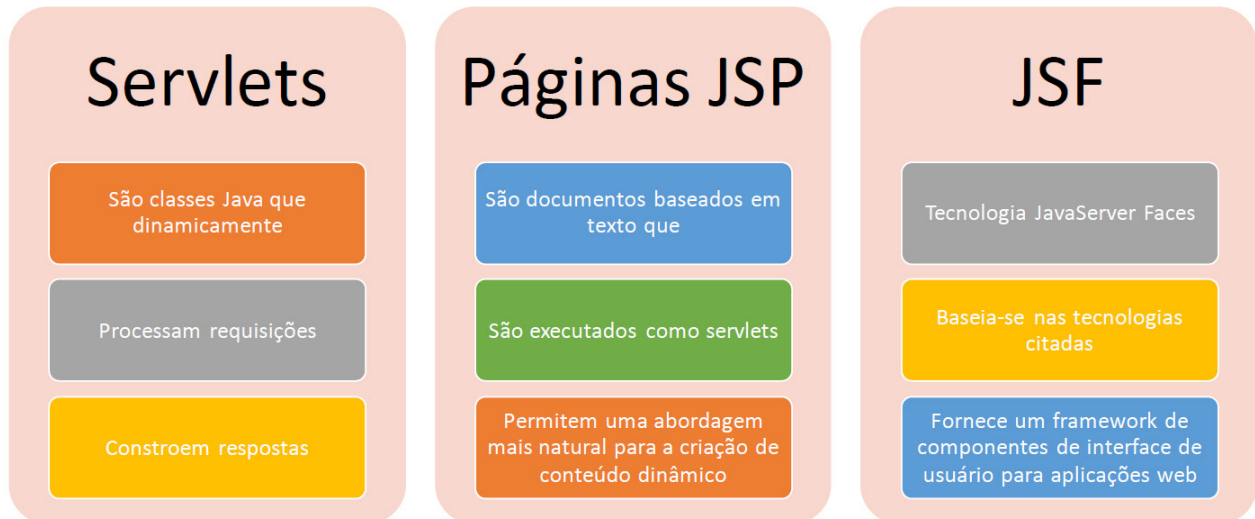 Servlets
São classes Java que
dinamicamente
Processam requisições
Constroem respostas
Páginas JSP
São documentos baseados em
texto que
São executados como servlets
Permitem uma abordagem
mais natural para a criação de
conteúdo dinâmico
JSF
Tecnologia JavaServer Faces
Baseia-se nas tecnologias
citadas
Fornece um framework de
componentes de interface de
usuário para aplicações web